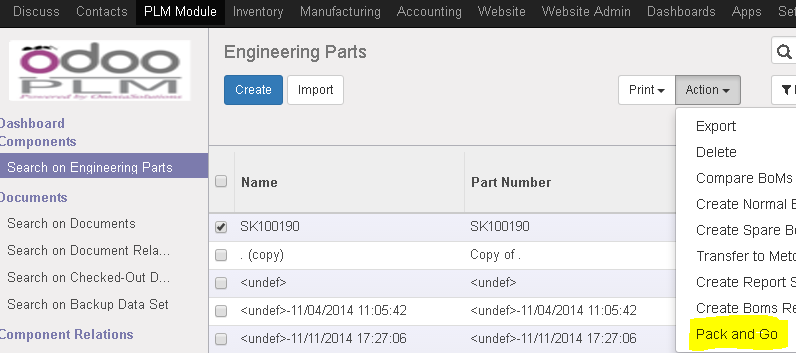 Discuss Contacts PLM Module Inventory Manufacturing Accounting Website Website Admin Dashboards Apps Set
odoo
PLM
Powered by OmniaSolutions
Engineering Parts
Create Import Print Action
Dashboard
Components
Search on Engineering Parts
Documents
Search on Documents
Search on Document Rela...
Search on Checked-Out D...
Search on Backup Data Set
Component Relations
Name Part Number
SK100190 SK100190
. (copy) Copy of .
<undef> <undef>
<undef>-11/04/2014 11:05:42 <undef>-11/04/2014 11:05:42
<undef>-11/11/2014 17:27:06 <undef>-11/11/2014 17:27:06
Export
Delete
Compare BoMs
Create Normal B
Create Spare Bo
Transfer to Meto
Create Report S
Create Boms Re
Pack and Go